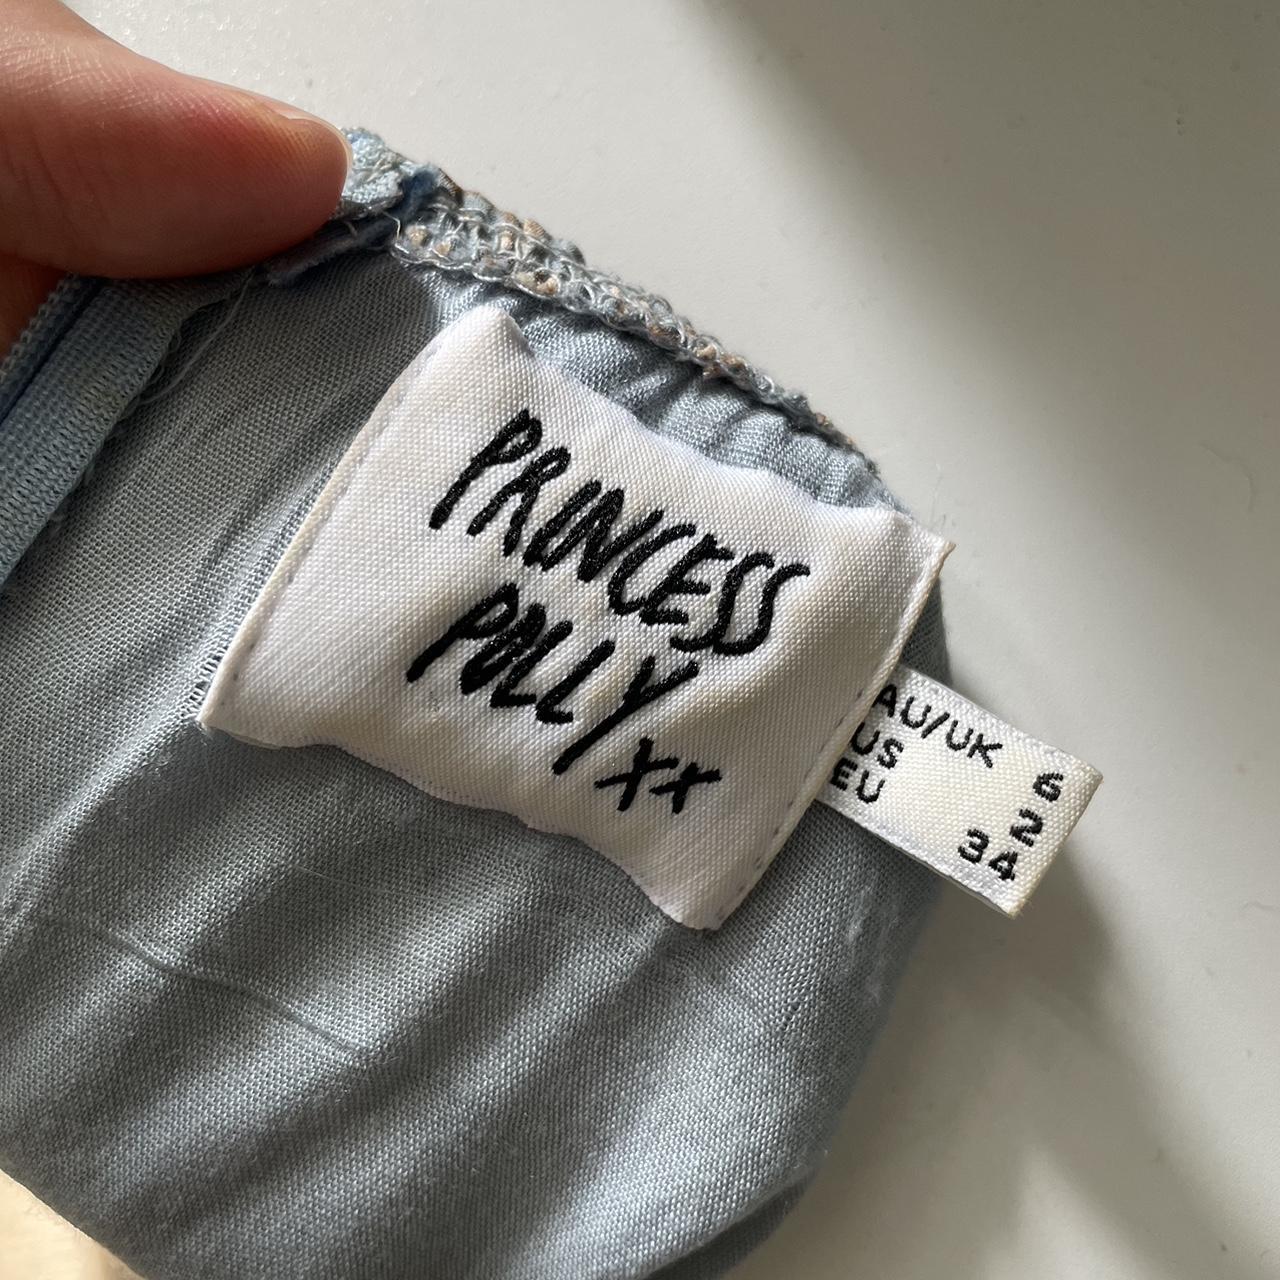 PRINCESS
POLLY xx
AU/UK 6
US 2
EU 34